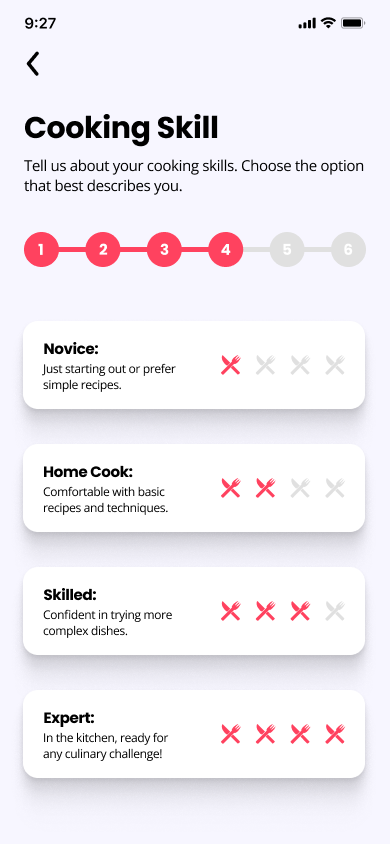 9:27
Cooking Skill
Tell us about your cooking skills. Choose the option
that best describes you.
1 2 3 4 5 6
Novice:
Just starting out or prefer
simple recipes.
Home Cook:
Comfortable with basic
recipes and techniques.
Skilled:
Confident in trying more
complex dishes.
Expert:
In the kitchen, ready for
any culinary challenge!